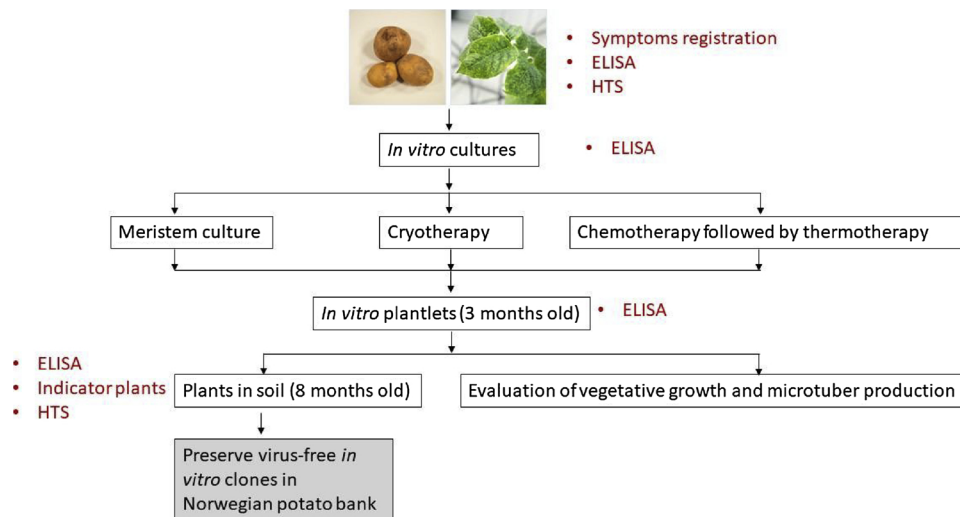 • Symptoms registration
• ELISA
• HTS
In vitro cultures
• ELISA
Meristem culture
Cryotherapy
Chemotherapy followed by thermotherapy
In vitro plantlets (3 months old)
• ELISA
• ELISA
• Indicator plants
• HTS
Plants in soil (8 months old)
Evaluation of vegetative growth and microtuber production
Preserve virus-free in
vitro clones in
Norwegian potato bank